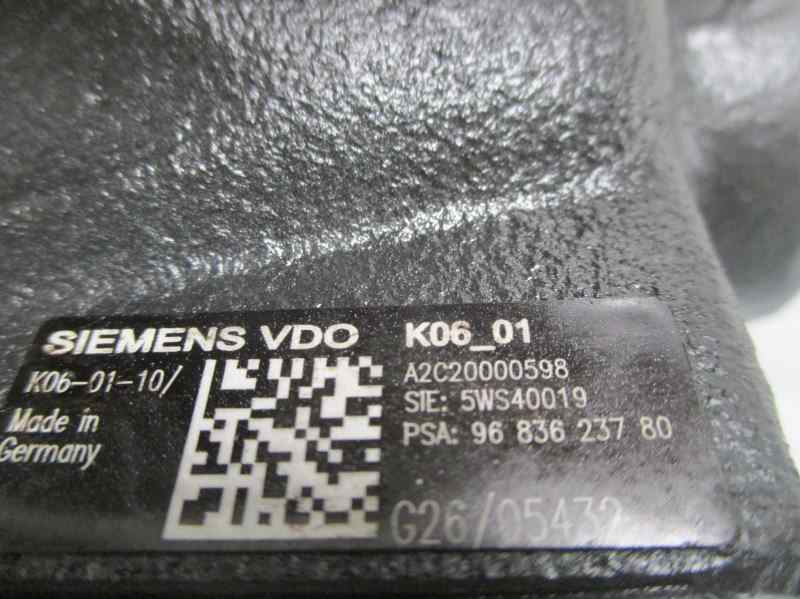 SIEMENS VDO K06_01
K06-01-10/ A2C20000598
SIE: 5WS40019
Made in PSA: 96 836 237 80
Germany
G26/05432